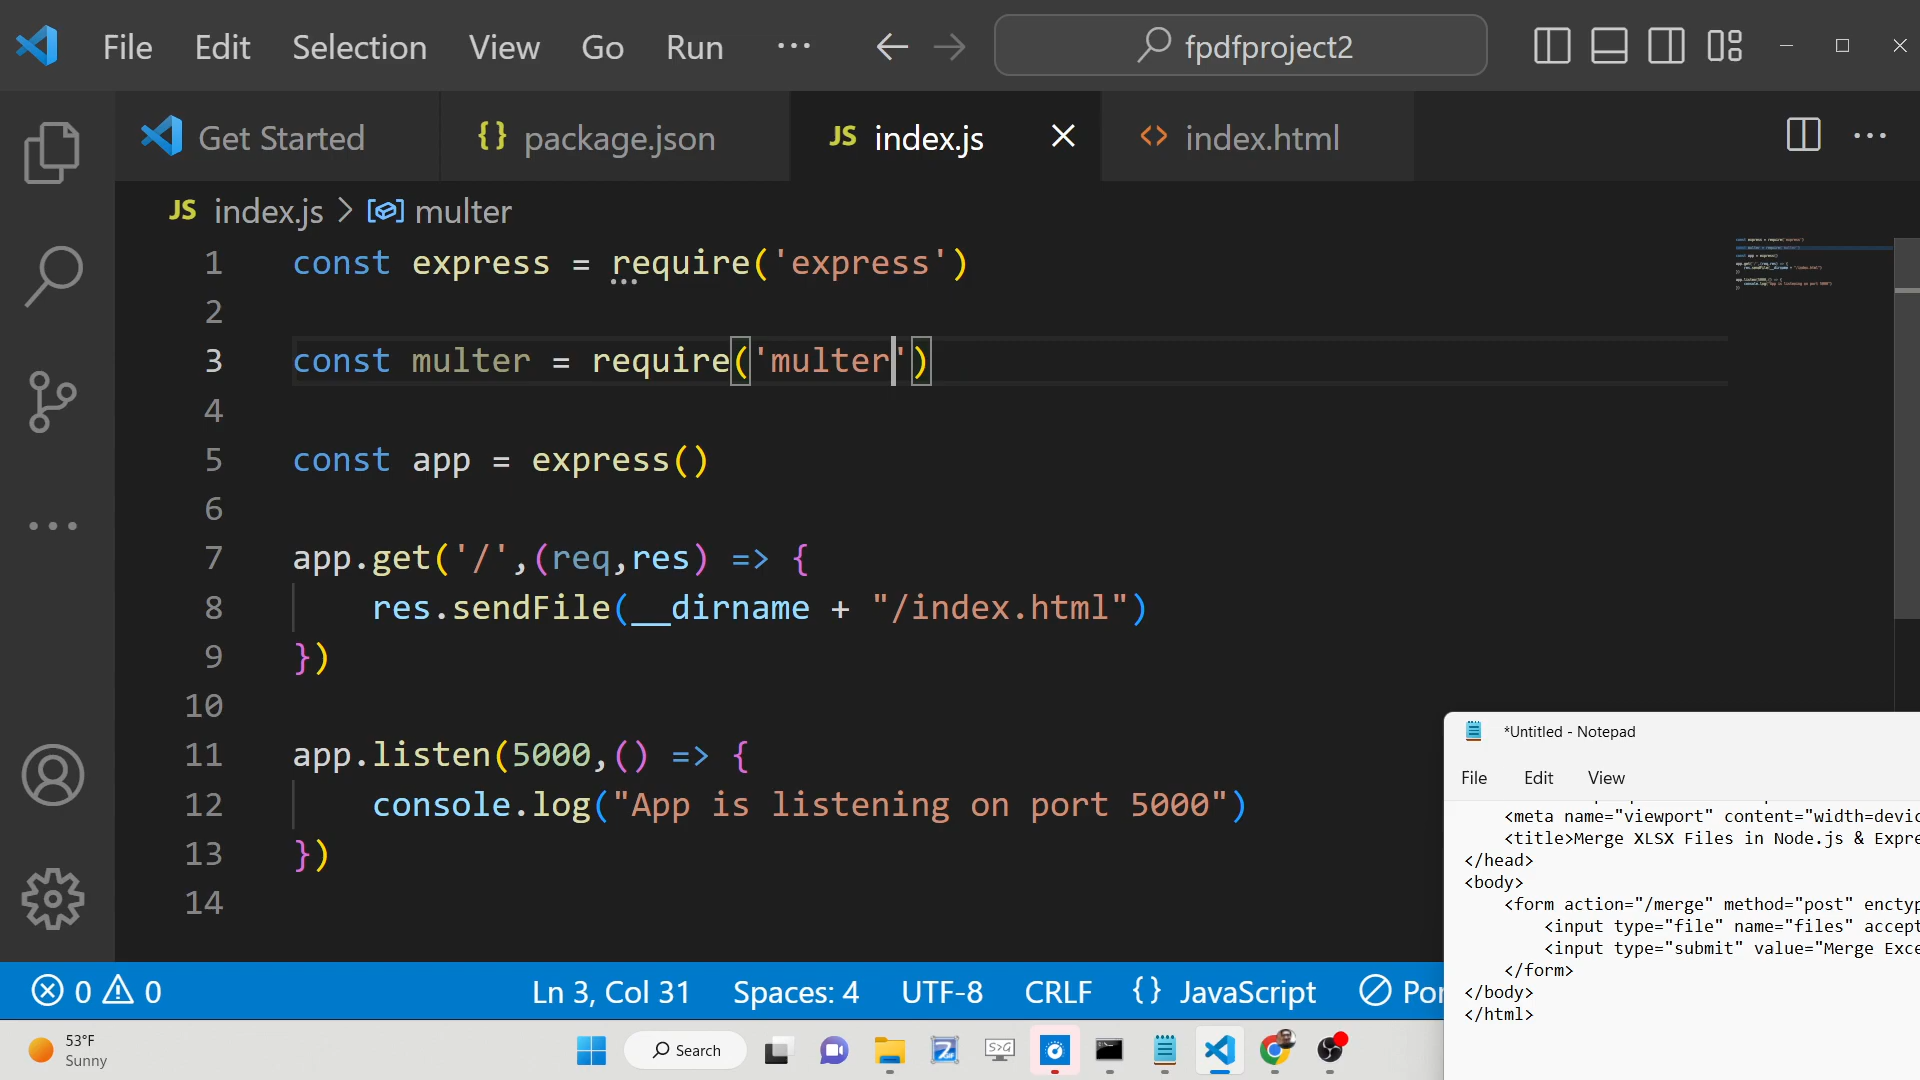 File Edit Selection View Go Run ··· fpdfproject2
Get Started {} package.json JS index.js <> index.html ···
JS index.js > multer
1 const express = require('express')
2
3 const multer = require('multer')
4
5 const app = express()
6
7 app.get('/',(req,res) => {
8 res.sendFile(__dirname + "/index.html")
9 })
10
11 app.listen(5000,() => {
12 console.log("App is listening on port 5000")
13 })
14
*Untitled - Notepad
File Edit View
<meta name="viewport" content="width=devic
<title>Merge XLSX Files in Node.js & Expre
</head>
<body>
<form action="/merge" method="post" enctyp
<input type="file" name="files" accept
<input type="submit" value="Merge Exce
</form>
</body>
</html>
0 0 Ln 3, Col 31 Spaces: 4 UTF-8 CRLF {} JavaScript Por
53°F
Sunny
Search